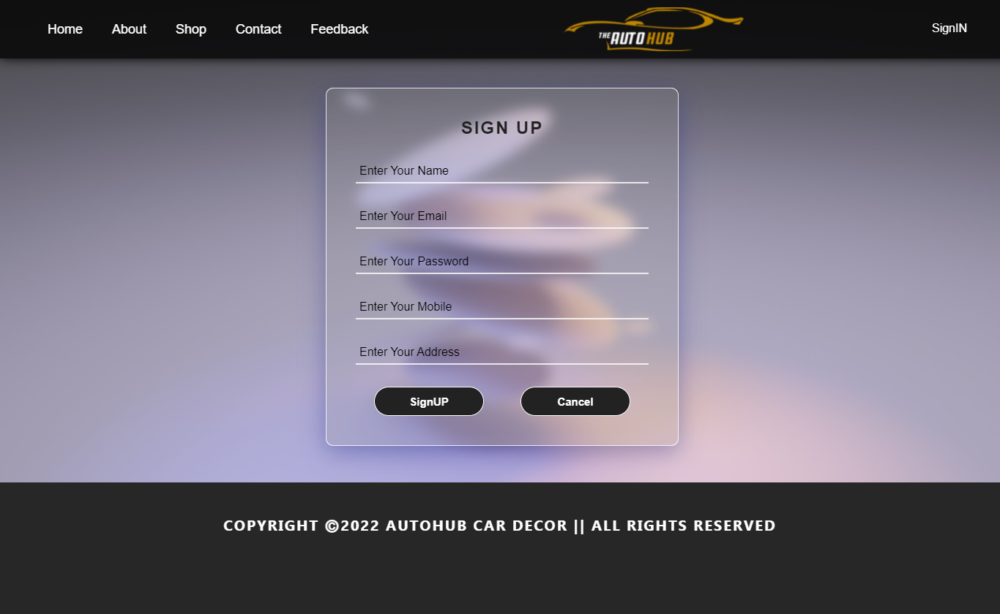 Home About Shop Contact Feedback
THE AUTO HUB
SignIN
SIGN UP
Enter Your Name
Enter Your Email
Enter Your Password
Enter Your Mobile
Enter Your Address
SignUP Cancel
COPYRIGHT ©2022 AUTOHUB CAR DECOR || ALL RIGHTS RESERVED